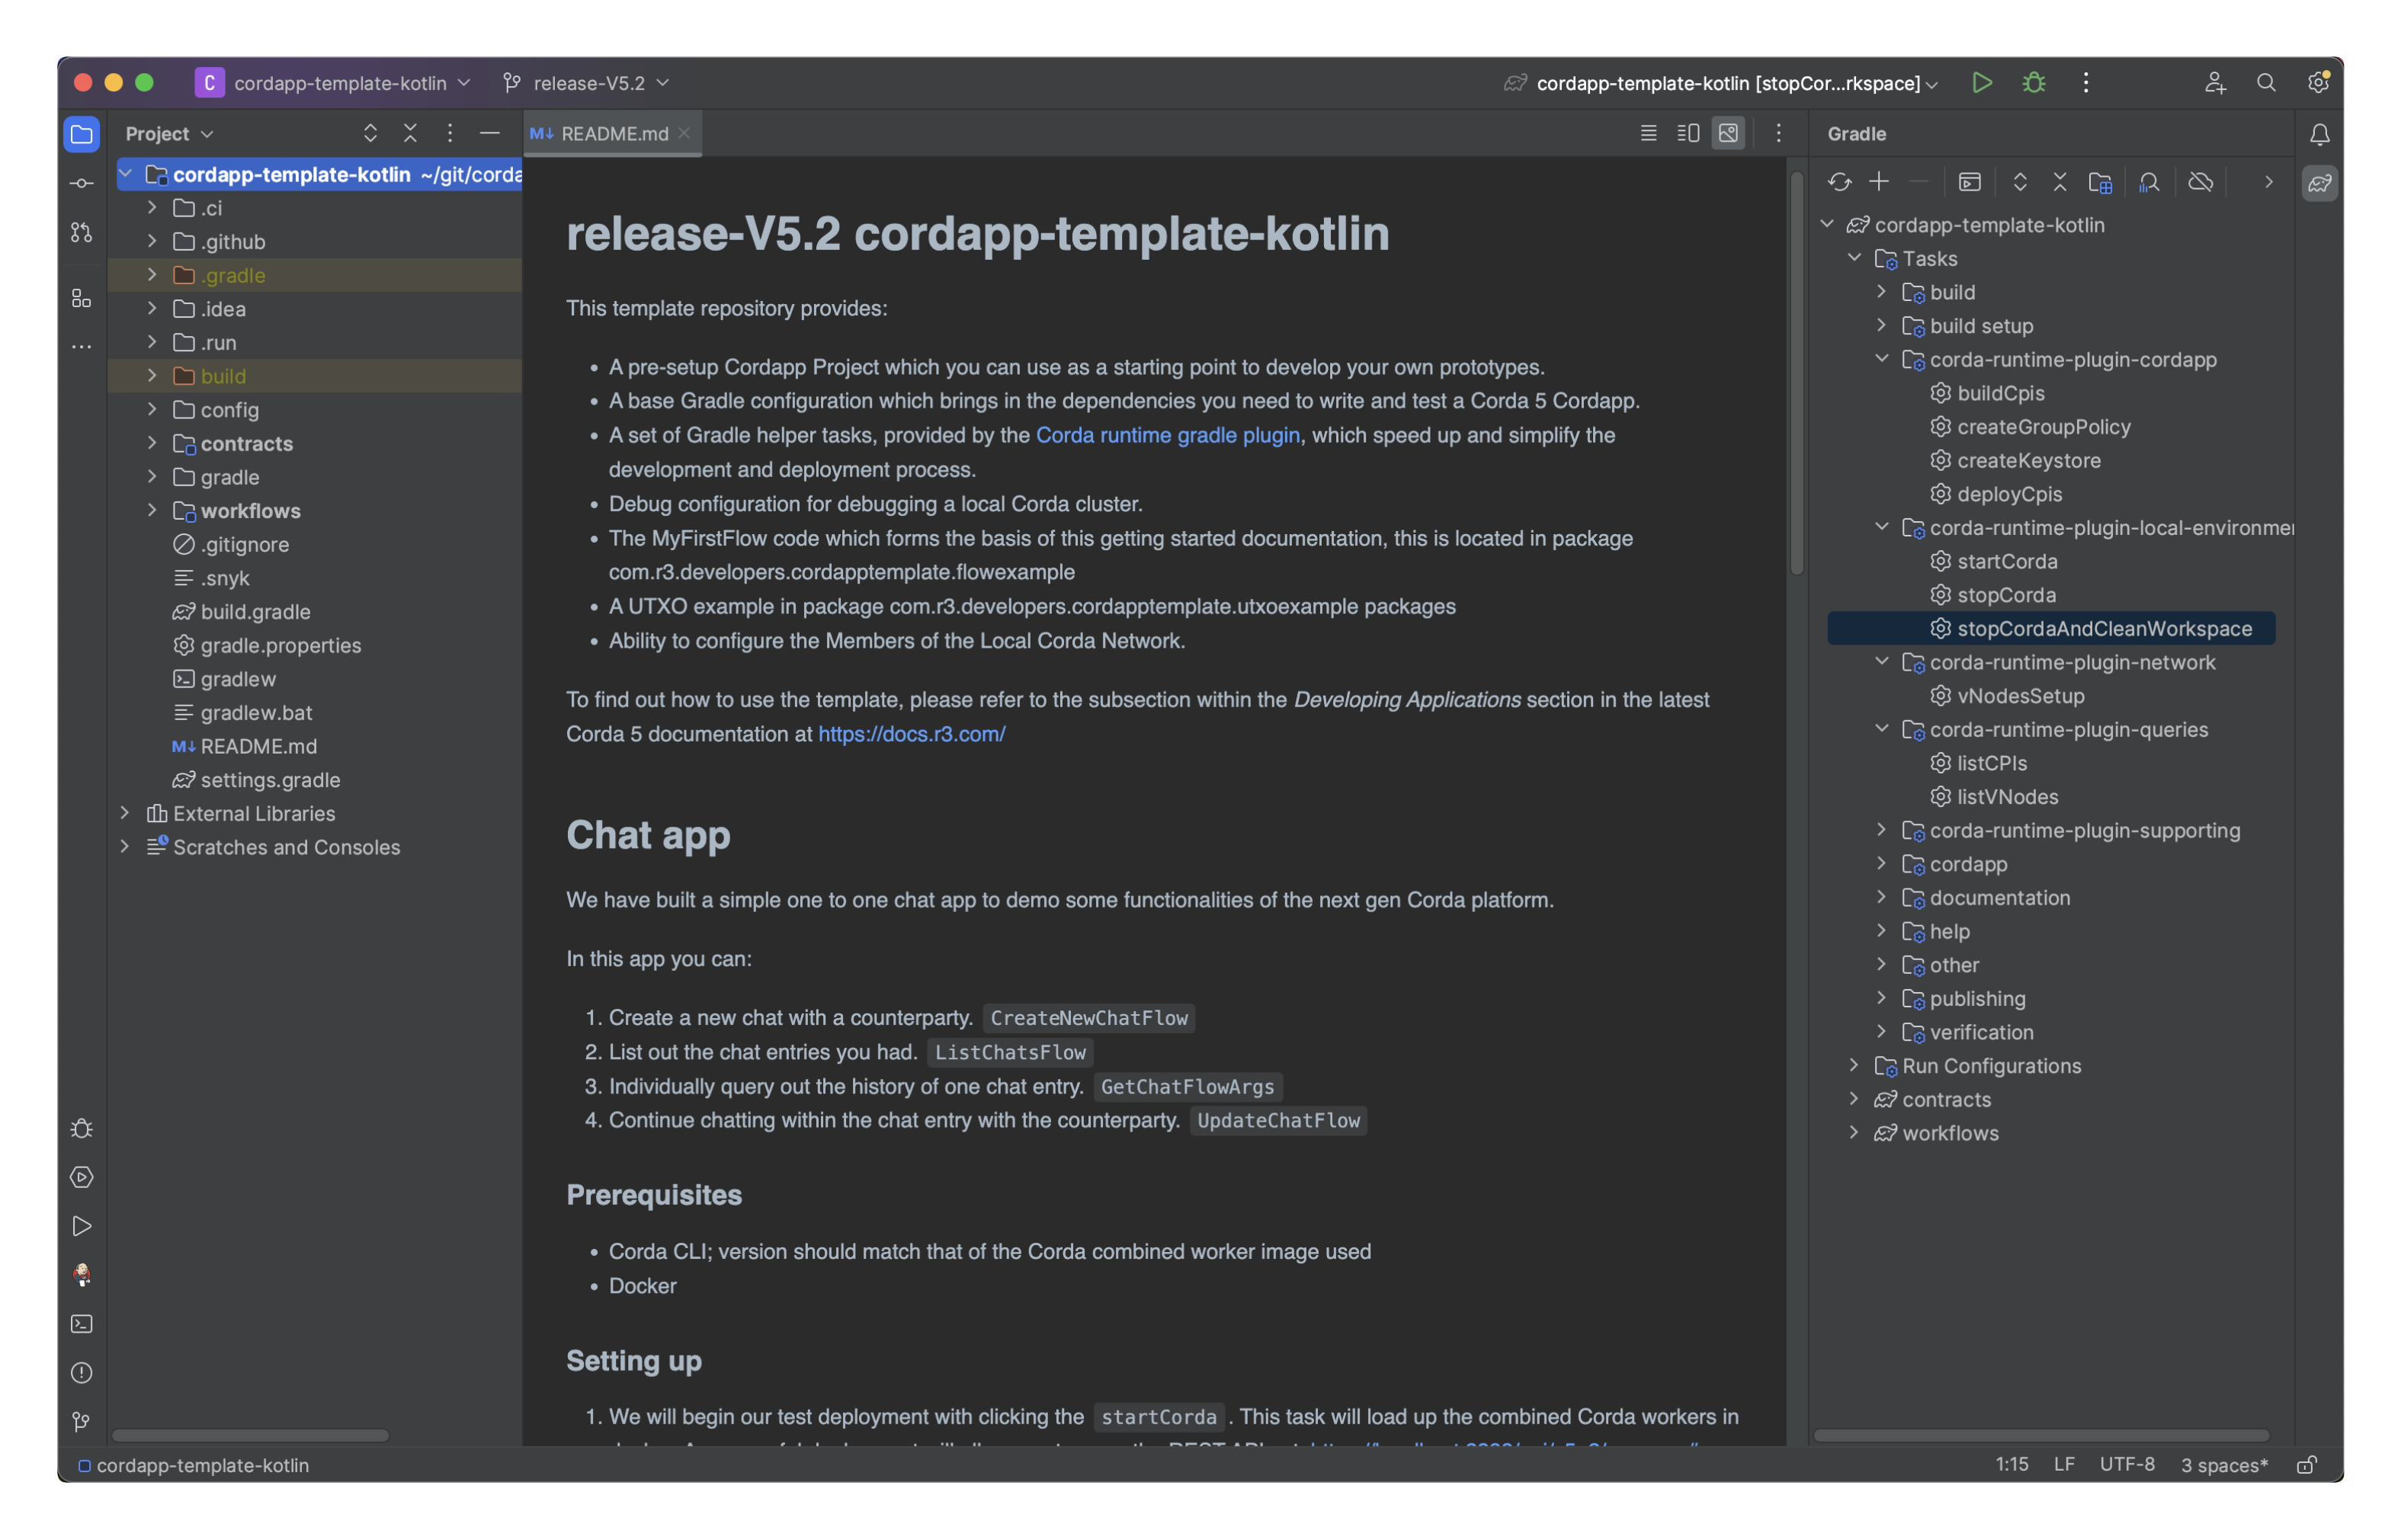 C cordapp-template-kotlin release-V5.2 cordapp-template-kotlin [stopCor...rkspace]
Project
cordapp-template-kotlin ~/git/corda
.ci
.github
.gradle
.idea
.run
build
config
contracts
gradle
workflows
.gitignore
.snyk
build.gradle
gradle.properties
gradlew
gradlew.bat
M↓ README.md
settings.gradle
External Libraries
Scratches and Consoles
M↓ README.md
release-V5.2 cordapp-template-kotlin
This template repository provides:
• A pre-setup Cordapp Project which you can use as a starting point to develop your own prototypes.
• A base Gradle configuration which brings in the dependencies you need to write and test a Corda 5 Cordapp.
• A set of Gradle helper tasks, provided by the Corda runtime gradle plugin, which speed up and simplify the
development and deployment process.
• Debug configuration for debugging a local Corda cluster.
• The MyFirstFlow code which forms the basis of this getting started documentation, this is located in package
com.r3.developers.cordapptemplate.flowexample
• A UTXO example in package com.r3.developers.cordapptemplate.utxoexample packages
• Ability to configure the Members of the Local Corda Network.
To find out how to use the template, please refer to the subsection within the Developing Applications section in the latest
Corda 5 documentation at https://docs.r3.com/
Chat app
We have built a simple one to one chat app to demo some functionalities of the next gen Corda platform.
In this app you can:
1. Create a new chat with a counterparty. CreateNewChatFlow
2. List out the chat entries you had. ListChatsFlow
3. Individually query out the history of one chat entry. GetChatFlowArgs
4. Continue chatting within the chat entry with the counterparty. UpdateChatFlow
Prerequisites
• Corda CLI; version should match that of the Corda combined worker image used
• Docker
Setting up
1. We will begin our test deployment with clicking the startCorda . This task will load up the combined Corda workers in
Gradle
cordapp-template-kotlin
Tasks
build
build setup
corda-runtime-plugin-cordapp
buildCpis
createGroupPolicy
createKeystore
deployCpis
corda-runtime-plugin-local-environme
startCorda
stopCorda
stopCordaAndCleanWorkspace
corda-runtime-plugin-network
vNodesSetup
corda-runtime-plugin-queries
listCPIs
listVNodes
corda-runtime-plugin-supporting
cordapp
documentation
help
other
publishing
verification
Run Configurations
contracts
workflows
cordapp-template-kotlin
1:15 LF UTF-8 3 spaces*